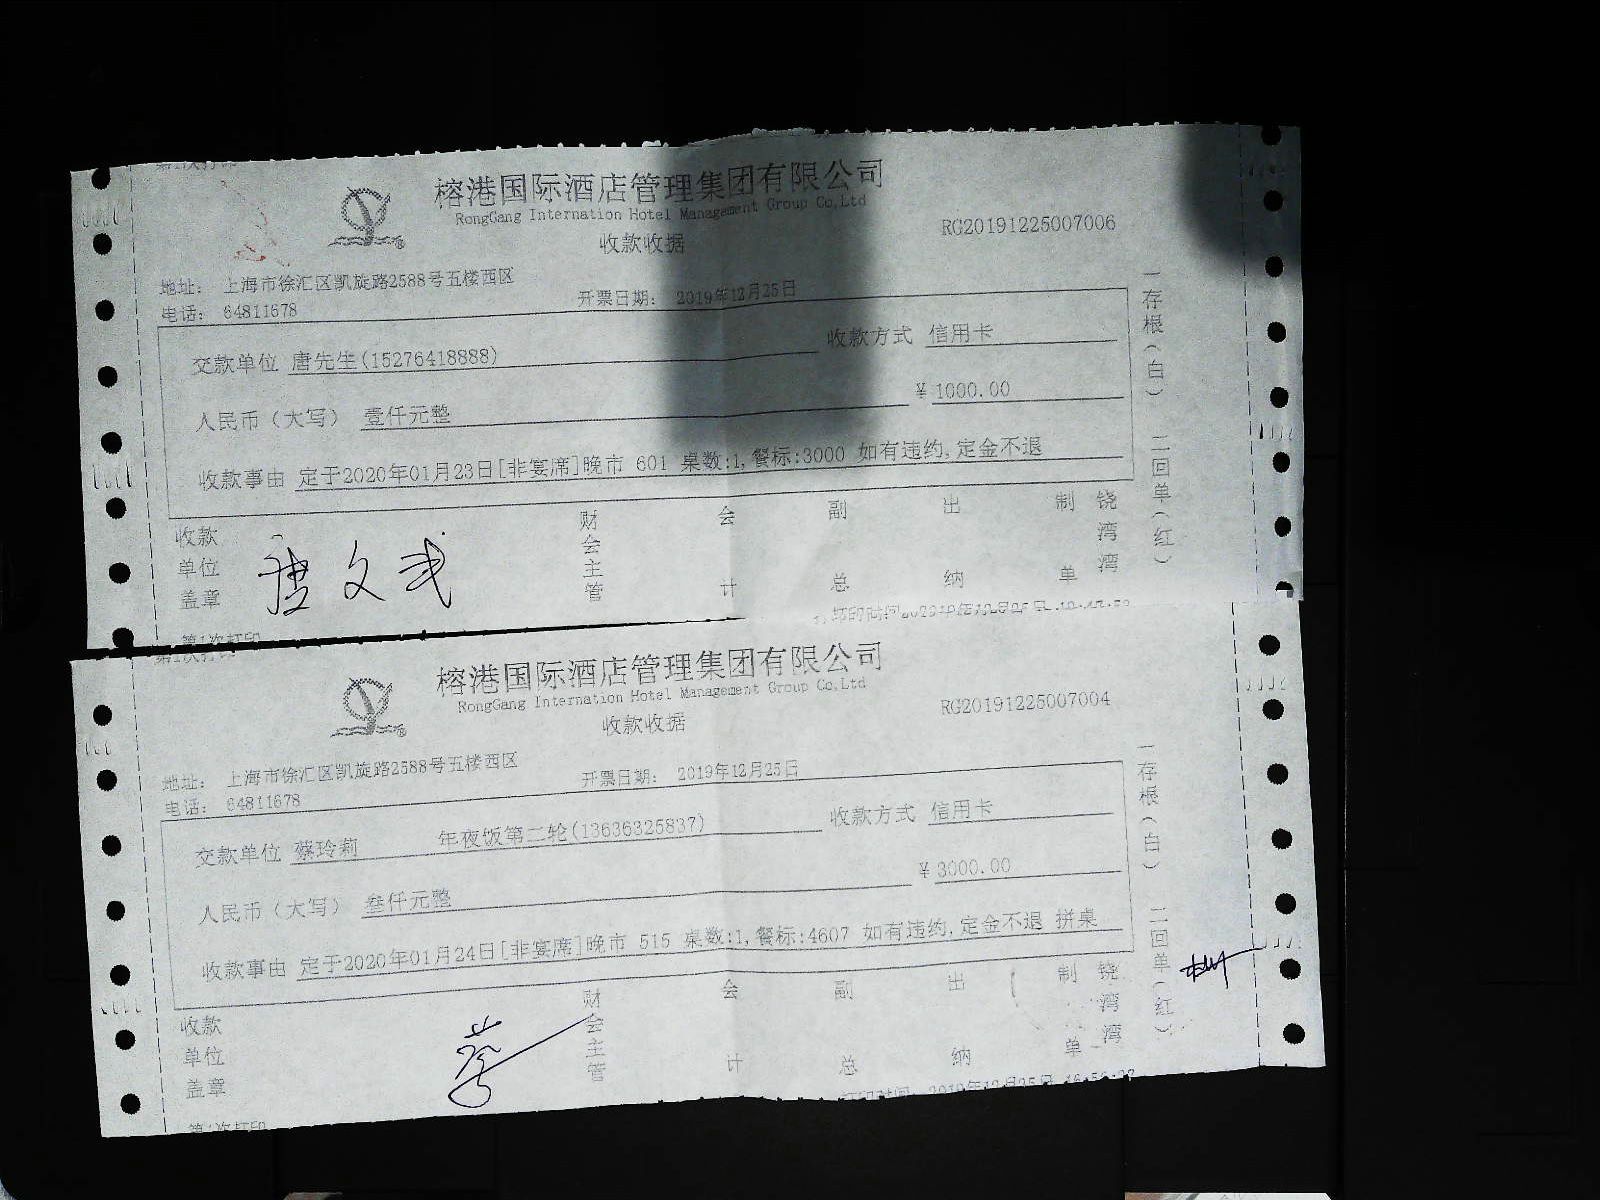 榕港国际酒店管理集团有限公司
RongGang Internation Hotel Management Group Co,Ltd
收款收据
RG20191225007006
地址： 上海市徐汇区凯旋路2588号五楼西区
电话： 64811678
开票日期： 2019年12月25日
交款单位 唐先生(15276418888)
收款方式 信用卡
人民币（大写） 壹仟元整
￥ 1000.00
收款事由 定于2020年01月23日[非宴席]晚市 601 桌数:1,餐标:3000 如有违约,定金不退
一存根（白） 二回单（红）
收款单位盖章
唐文武
财会主管
会计
副总
出纳
制单
饶湾湾
第1次打印
榕港国际酒店管理集团有限公司
RongGang Internation Hotel Management Group Co,Ltd
收款收据
RG20191225007004
地址： 上海市徐汇区凯旋路2588号五楼西区
电话： 64811678
开票日期： 2019年12月25日
交款单位 蔡玲莉 年夜饭第二轮(13636325837)
收款方式 信用卡
人民币（大写） 叁仟元整
￥ 3000.00
收款事由 定于2020年01月24日[非宴席]晚市 515 桌数:1,餐标:4607 如有违约,定金不退 拼桌
一存根（白） 二回单（红）
收款单位盖章
财会主管
会计
副总
出纳
制单
饶湾湾